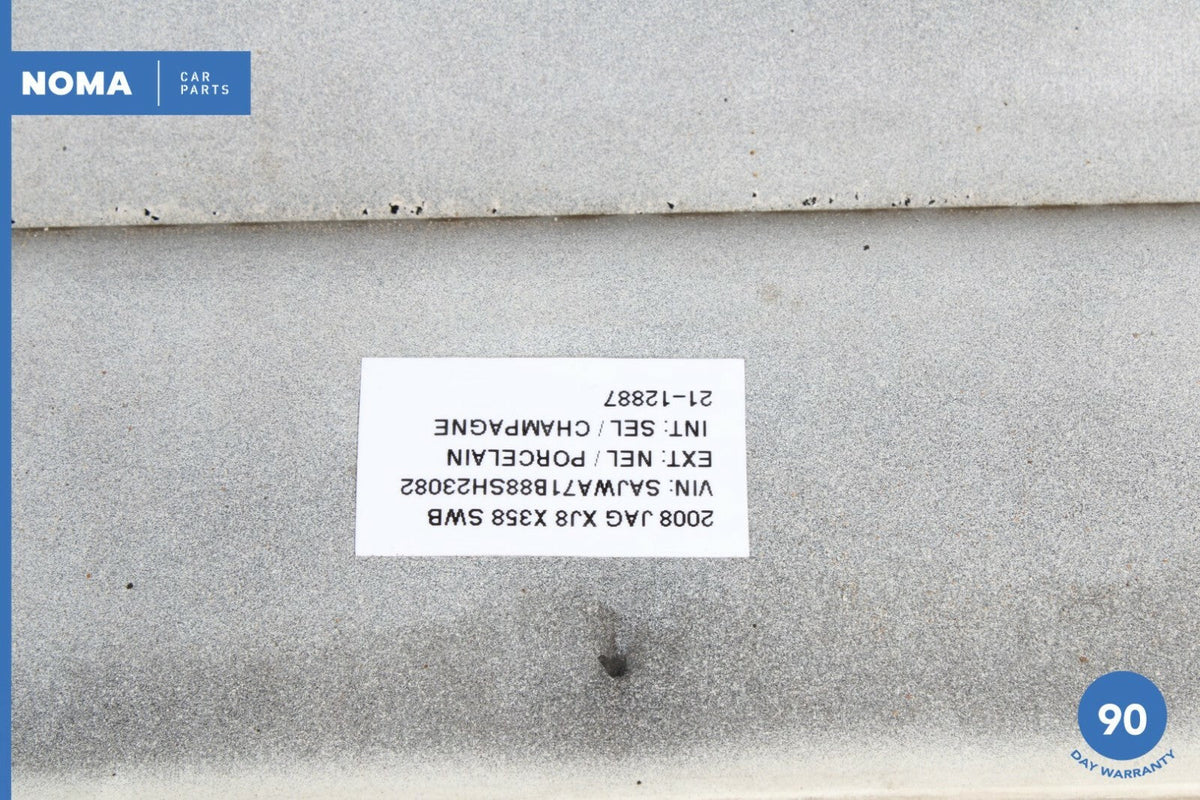 NOMA
CAR
PARTS
2008 JAG XJ8 X358 SWB
VIN: SAJWA71B88SH23082
EXT: NEL / PORCELAIN
INT: SEL / CHAMPAGNE
21-12887
90
DAY WARRANTY